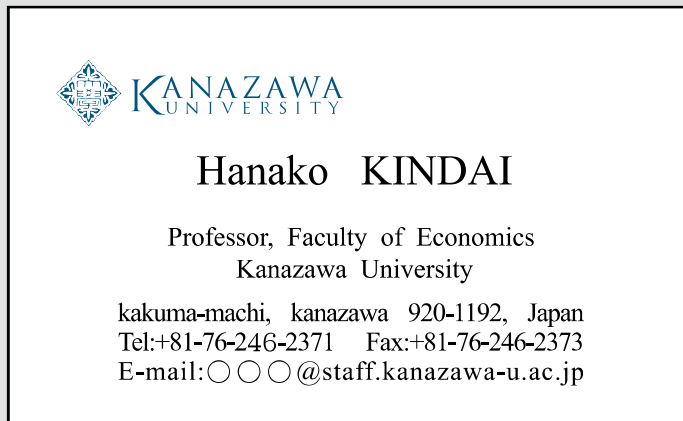 KANAZAWA
UNIVERSITY
Hanako KINDAI
Professor, Faculty of Economics
Kanazawa University
kakuma-machi, kanazawa 920-1192, Japan
Tel:+81-76-246-2371 Fax:+81-76-246-2373
E-mail:○○○@staff.kanazawa-u.ac.jp